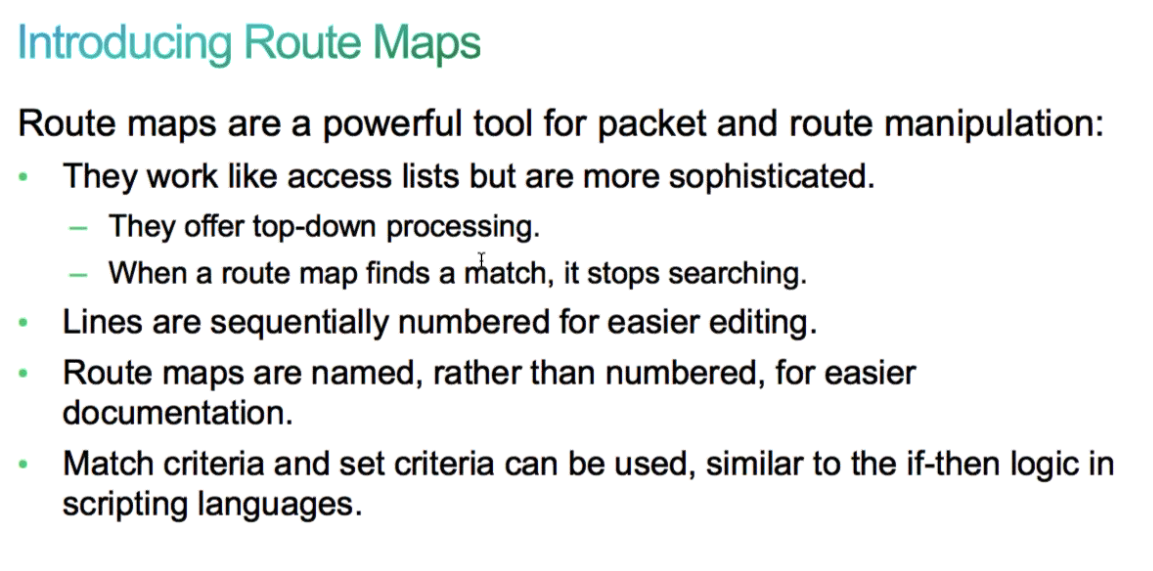 Introducing Route Maps
Route maps are a powerful tool for packet and route manipulation:
• They work like access lists but are more sophisticated.
– They offer top-down processing.
– When a route map finds a match, it stops searching.
• Lines are sequentially numbered for easier editing.
• Route maps are named, rather than numbered, for easier
documentation.
• Match criteria and set criteria can be used, similar to the if-then logic in
scripting languages.